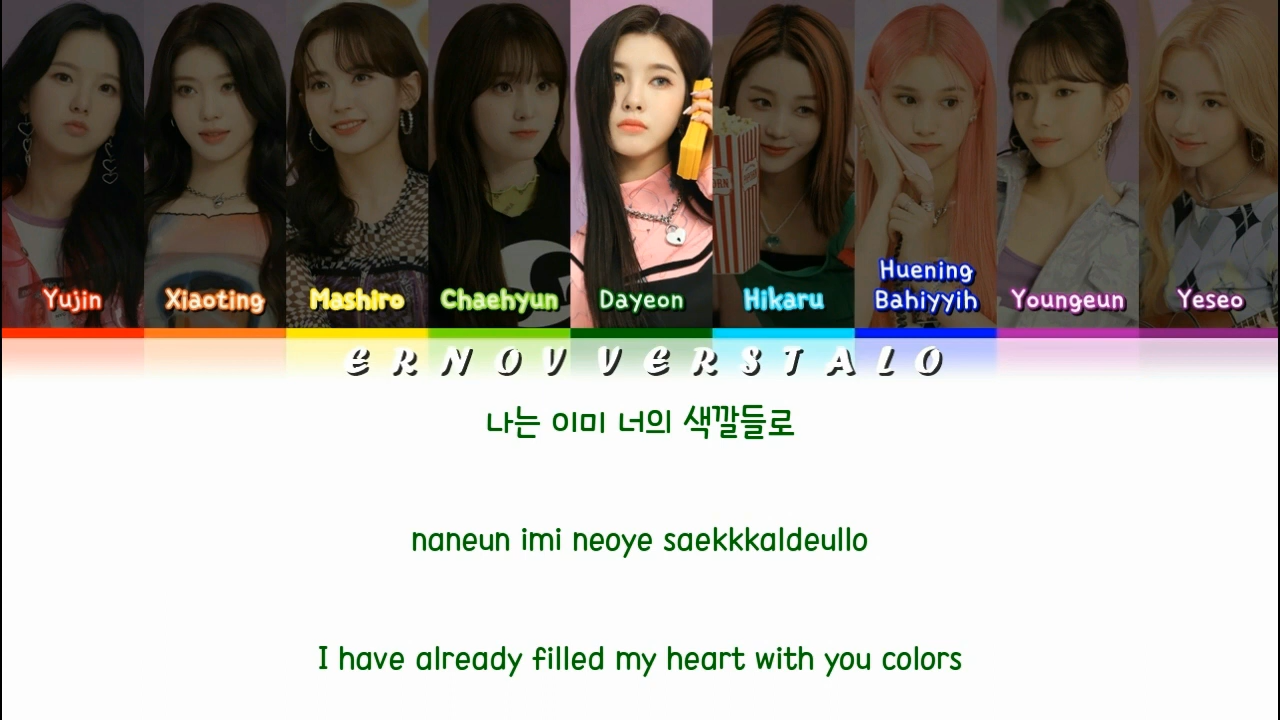 Yujin
Xiaoting
Mashiro
Chaehyun
Dayeon
Hikaru
Huening
Bahiyyih
Youngeun
Yeseo
ERNOV VERSTALO
나는 이미 너의 색깔들로
naneun imi neoye saekkkaldeullo
I have already filled my heart with you colors